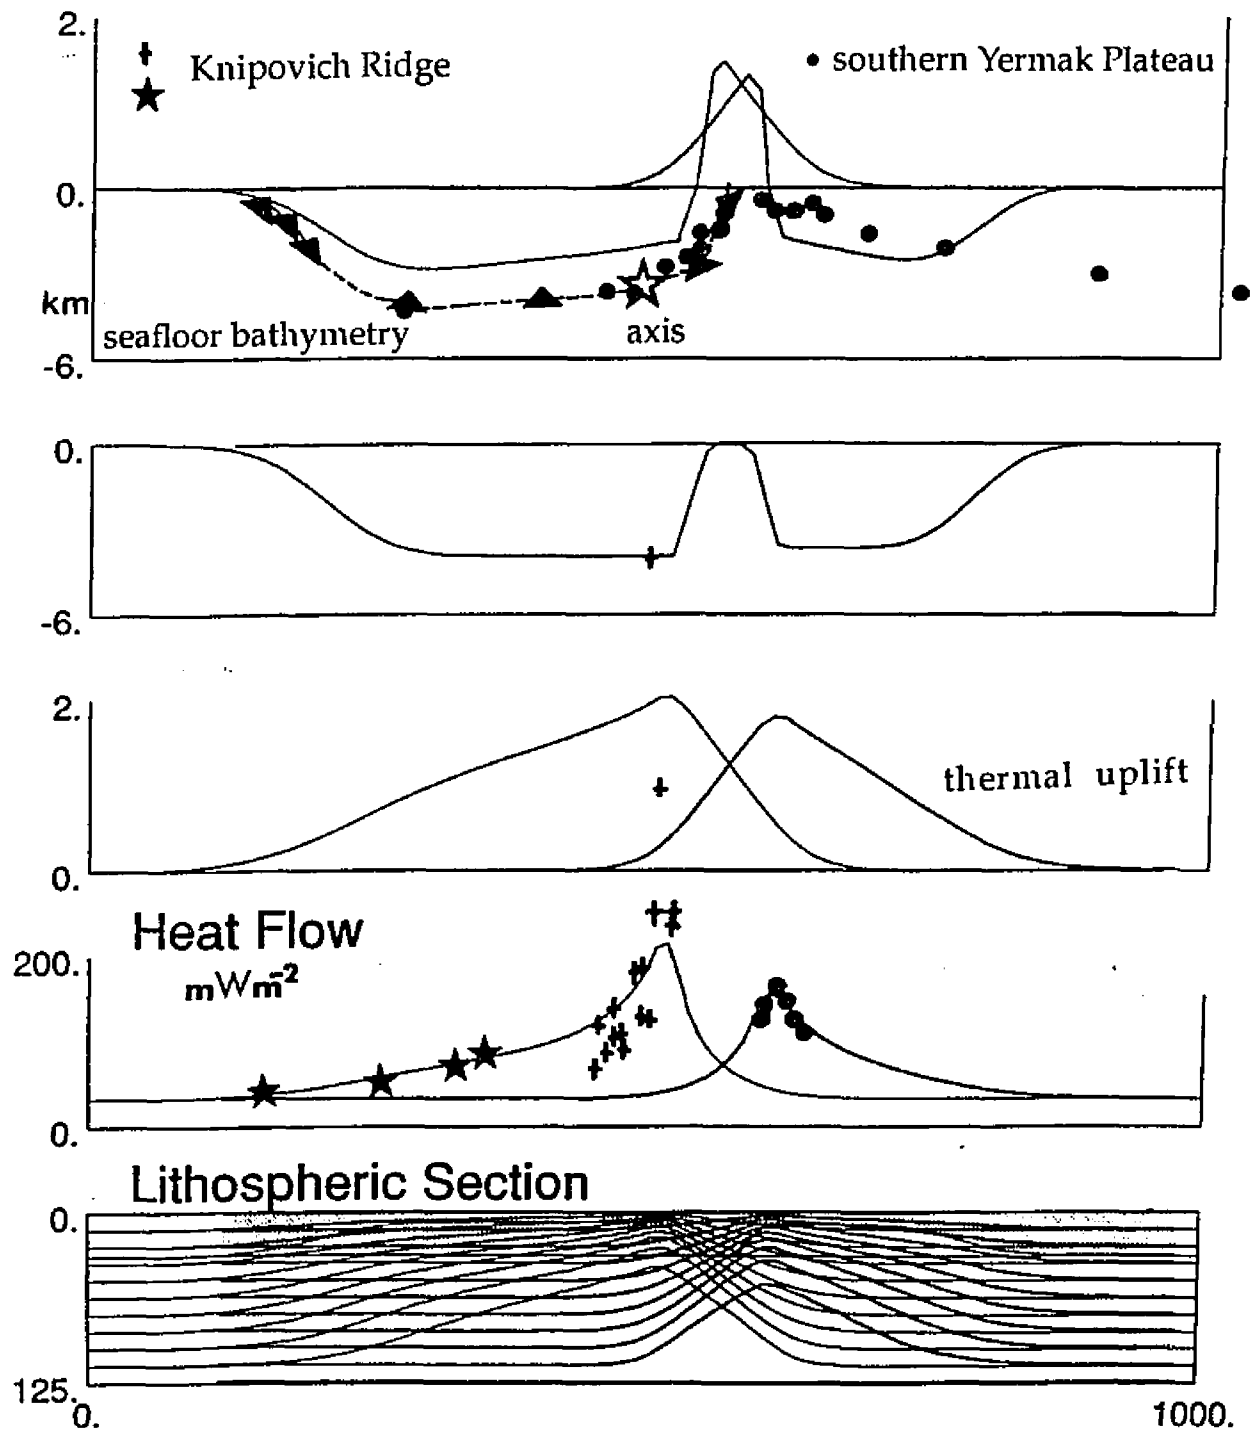 2.
Knipovich Ridge
southern Yermak Plateau
0.
km
seafloor bathymetry
axis
-6.
0.
-6.
2.
thermal uplift
0.
Heat Flow
200.
mWm-2
0.
Lithospheric Section
0.
125.
0.
1000.